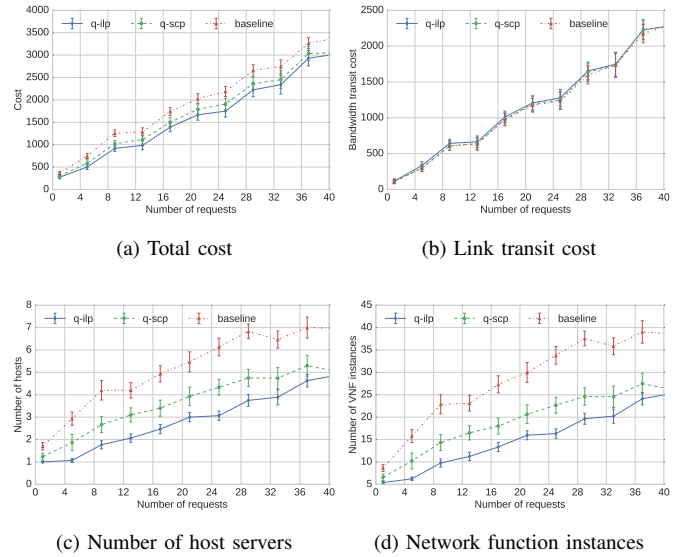 q-ilp q-scp baseline
4000
3500
3000
2500
2000
1500
1000
500
0
Cost
0 4 8 12 16 20 24 28 32 36 40
Number of requests
(a) Total cost
q-ilp q-scp baseline
2500
2000
1500
1000
500
0
Bandwidth transit cost
0 4 8 12 16 20 24 28 32 36 40
Number of requests
(b) Link transit cost
q-ilp q-scp baseline
8
7
6
5
4
3
2
1
0
Number of hosts
0 4 8 12 16 20 24 28 32 36 40
Number of requests
(c) Number of host servers
q-ilp q-scp baseline
45
40
35
30
25
20
15
10
5
Number of VNF instances
0 4 8 12 16 20 24 28 32 36 40
Number of requests
(d) Network function instances